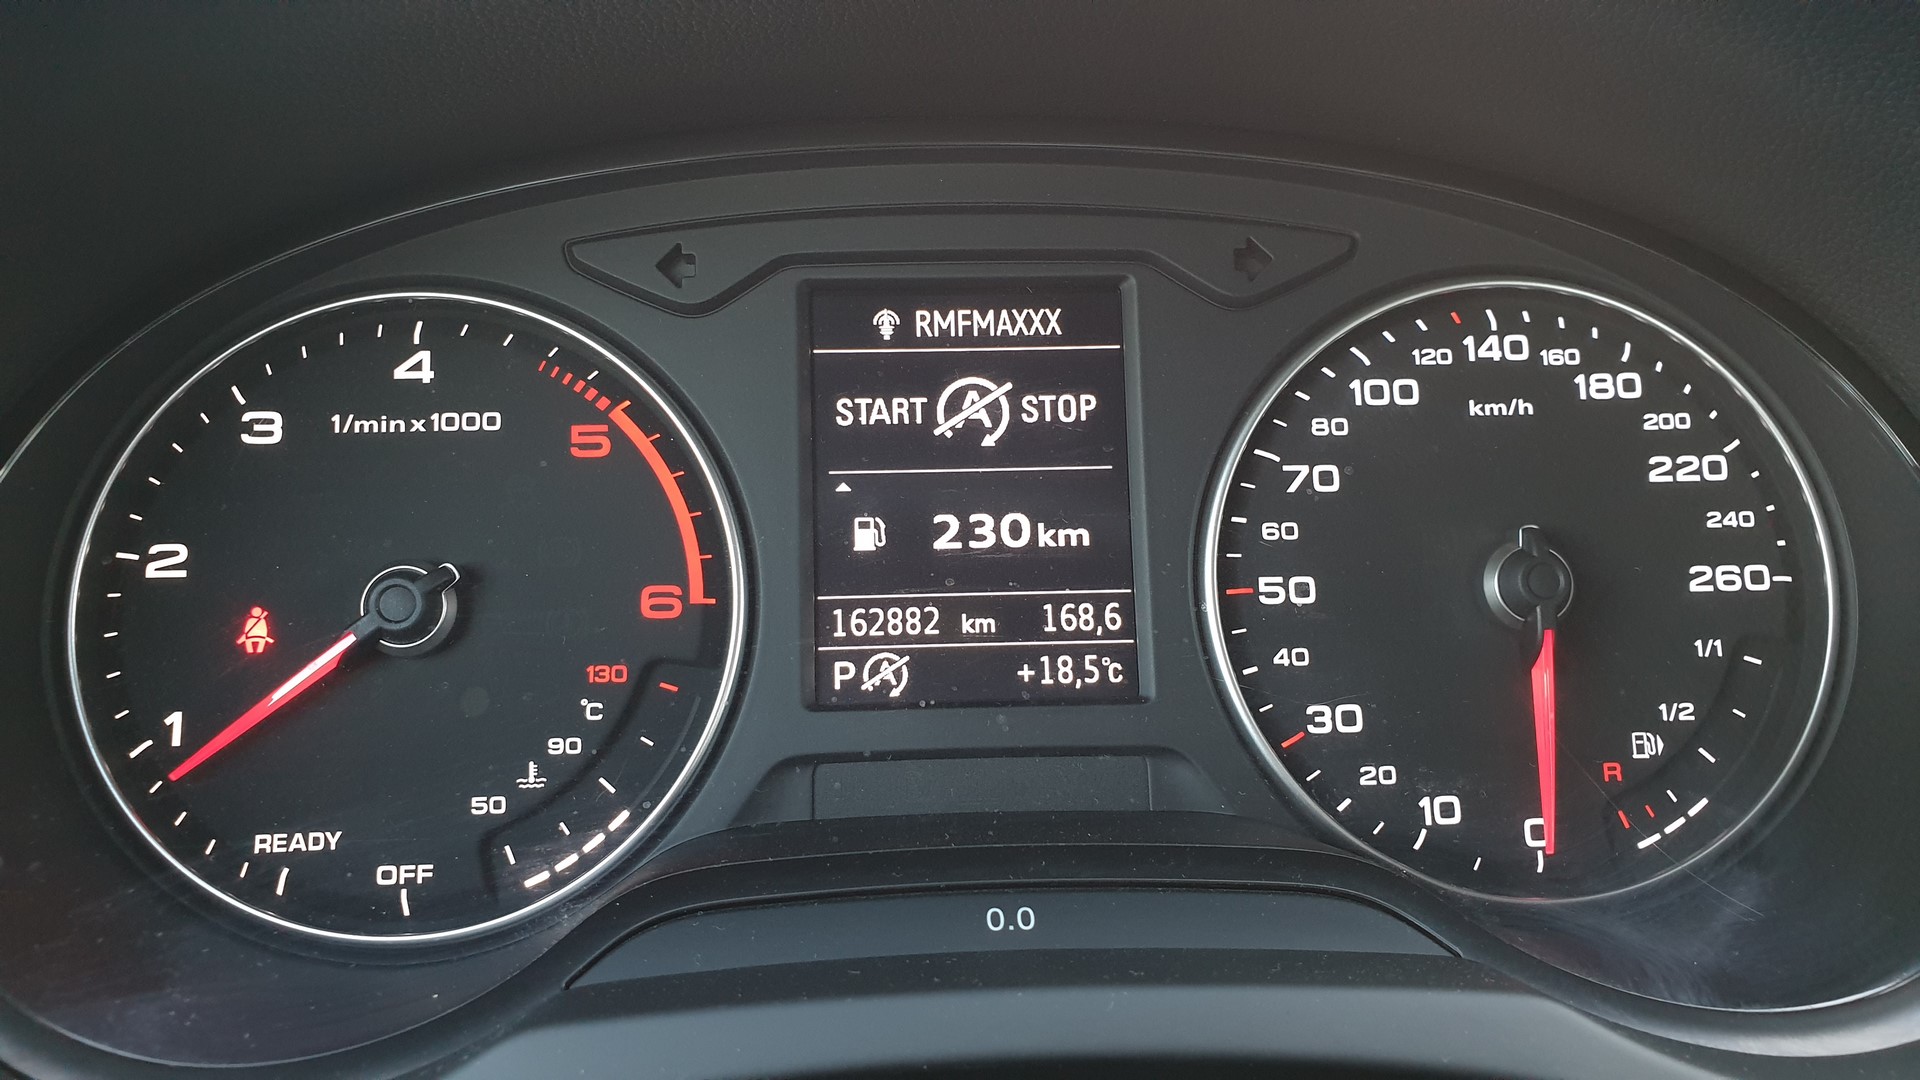 1/min x 1000
1
2
3
4
5
6
READY
OFF
50
90
°C
130
RMFMAXXX
START A STOP
230 km
162882 km 168,6
P A +18,5°C
0.0
km/h
0
10
20
30
40
50
60
70
80
100
120
140
160
180
200
220
240
260
1/1
1/2
R